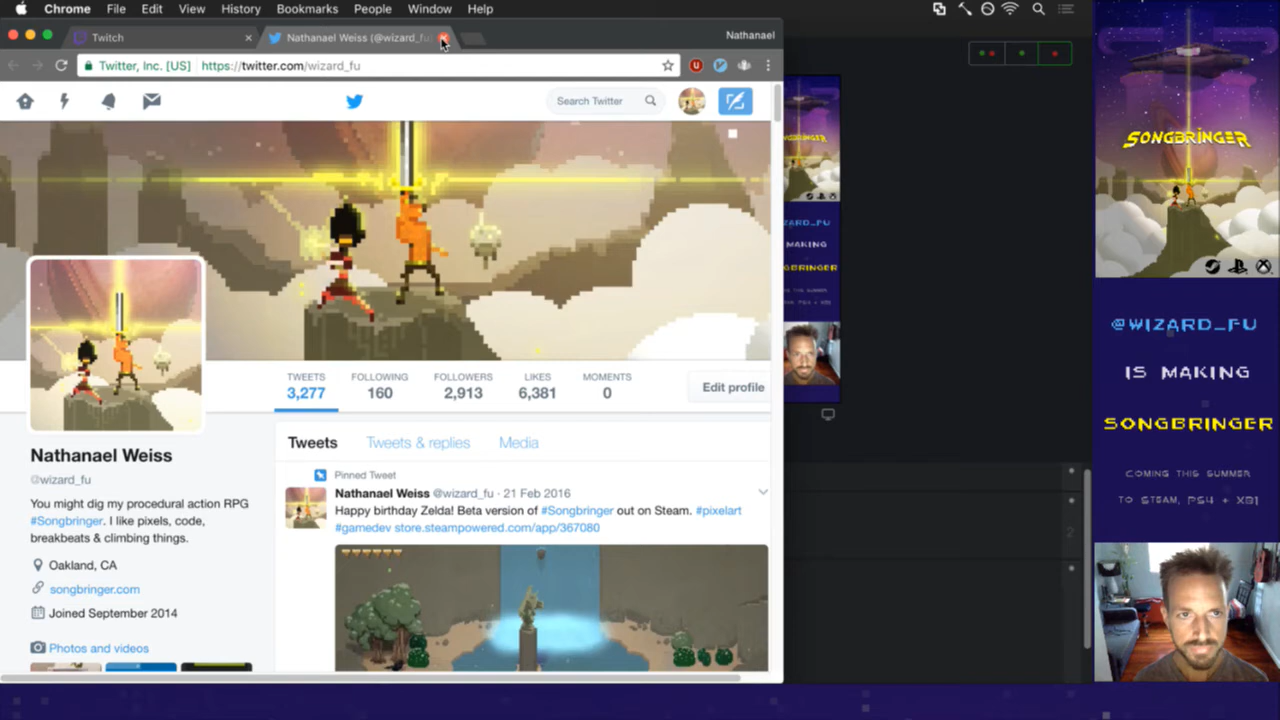 Chrome File Edit View History Bookmarks People Window Help
Twitch
Nathanael Weiss (@wizard_fu
Nathanael
Twitter, Inc. [US] https://twitter.com/wizard_fu
Search Twitter
TWEETS FOLLOWING FOLLOWERS LIKES MOMENTS
3,277 160 2,913 6,381 0
Edit profile
Nathanael Weiss
@wizard_fu
You might dig my procedural action RPG
#Songbringer. I like pixels, code,
breakbeats & climbing things.
Oakland, CA
songbringer.com
Joined September 2014
Photos and videos
Tweets Tweets & replies Media
Pinned Tweet
Nathanael Weiss @wizard_fu · 21 Feb 2016
Happy birthday Zelda! Beta version of #Songbringer out on Steam. #pixelart
#gamedev store.steampowered.com/app/367080
MAKING
2
SONGBRINGER
@WIZARD_FU
IS MAKING
SONGBRINGER
COMING THIS SUMMER
TO STEAM, PS4 + XB1